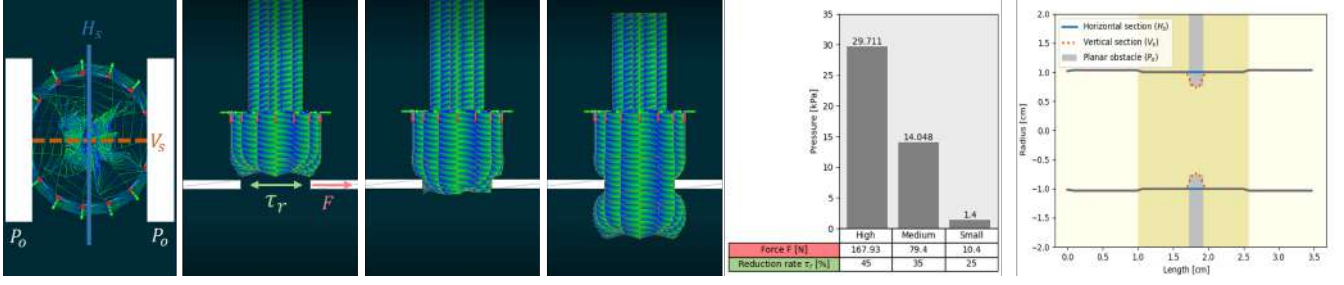 H_s
V_s
P_o
P_o
τ_r
F
35
30
25
20
15
10
5
0
Pressure [kPa]
29.711
14.048
1.4
High Medium Small
Force F [N] 167.93 79.4 10.4
Reduction rate τ_r [%] 45 35 25
Horizontal section (H_s)
Vertical section (V_s)
Planar obstacle (P_o)
2.0
1.5
1.0
0.5
0.0
−0.5
−1.0
−1.5
−2.0
Radius [cm]
0.0 0.5 1.0 1.5 2.0 2.5 3.0 3.5
Length [cm]